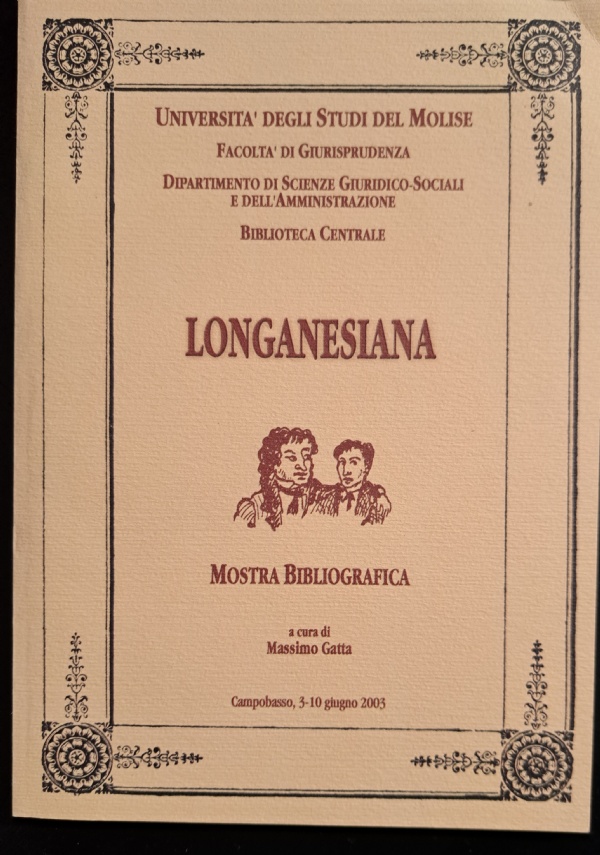 UNIVERSITA' DEGLI STUDI DEL MOLISE
FACOLTA' DI GIURISPRUDENZA
DIPARTIMENTO DI SCIENZE GIURIDICO-SOCIALI
E DELL'AMMINISTRAZIONE
BIBLIOTECA CENTRALE
LONGANESIANA
MOSTRA BIBLIOGRAFICA
a cura di
Massimo Gatta
Campobasso, 3-10 giugno 2003